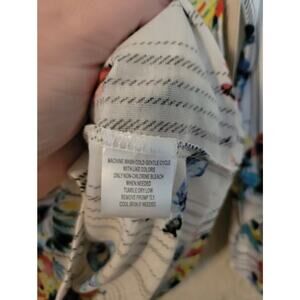 MACHINE WASH COLD GENTLE CYCLE
WITH LIKE COLORS
ONLY NON-CHLORINE BLEACH
WHEN NEEDED
TUMBLE DRY LOW
REMOVE PROMPTLY
COOL IRON IF NEEDED